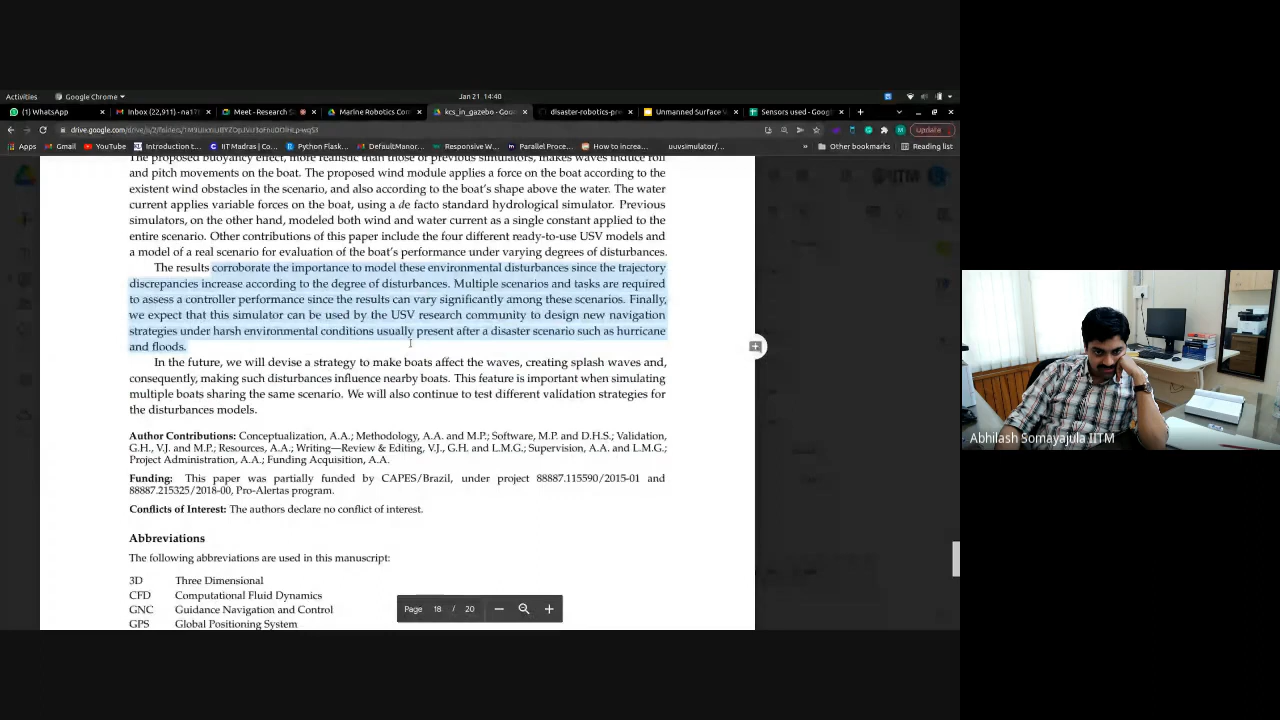 Activities
Google Chrome
Jan 21 14:40
(1) WhatsApp
Inbox (22,911)
Meet - Research
Marine Robotics
kcs_in_gazebo
disaster-robotics
Unmanned Surface
Sensors used
Update
Apps
Gmail
YouTube
Introduction t
CC | IIT Madras
Python Flask
DefaultManor
Responsive W
Parallel Proce
How to increa
uuvsimulator/
Other bookmarks
Reading list
The proposed buoyancy effect, more realistic than those of previous simulators, makes waves induce roll
and pitch movements on the boat. The proposed wind module applies a force on the boat according to the
existent wind obstacles in the scenario, and also according to the boat's shape above the water. The water
current applies variable forces on the boat, using a de facto standard hydrological simulator. Previous
simulators, on the other hand, modeled both wind and water current as a single constant applied to the
entire scenario. Other contributions of this paper include the four different ready-to-use USV models and
a model of a real scenario for evaluation of the boat's performance under varying degrees of disturbances.
The results corroborate the importance to model these environmental disturbances since the trajectory
discrepancies increase according to the degree of disturbances. Multiple scenarios and tasks are required
to assess a controller performance since the results can vary significantly among these scenarios. Finally,
we expect that this simulator can be used by the USV research community to design new navigation
strategies under harsh environmental conditions usually present after a disaster scenario such as hurricane
and floods.
In the future, we will devise a strategy to make boats affect the waves, creating splash waves and,
consequently, making such disturbances influence nearby boats. This feature is important when simulating
multiple boats sharing the same scenario. We will also continue to test different validation strategies for
the disturbances models.
Author Contributions: Conceptualization, A.A.; Methodology, A.A. and M.P.; Software, M.P. and D.H.S.; Validation,
G.H., V.J. and M.P.; Resources, A.A.; Writing—Review & Editing, V.J., G.H. and L.M.G.; Supervision, A.A. and L.M.G.;
Project Administration, A.A.; Funding Acquisition, A.A.
Funding: This paper was partially funded by CAPES/Brazil, under project 88887.115590/2015-01 and
88887.215325/2018-00, Pro-Alertas program.
Conflicts of Interest: The authors declare no conflict of interest.
Abbreviations
The following abbreviations are used in this manuscript:
3D Three Dimensional
CFD Computational Fluid Dynamics
GNC Guidance Navigation and Control
GPS Global Positioning System
Page 18 / 20
Abhilash Somayajula IITM